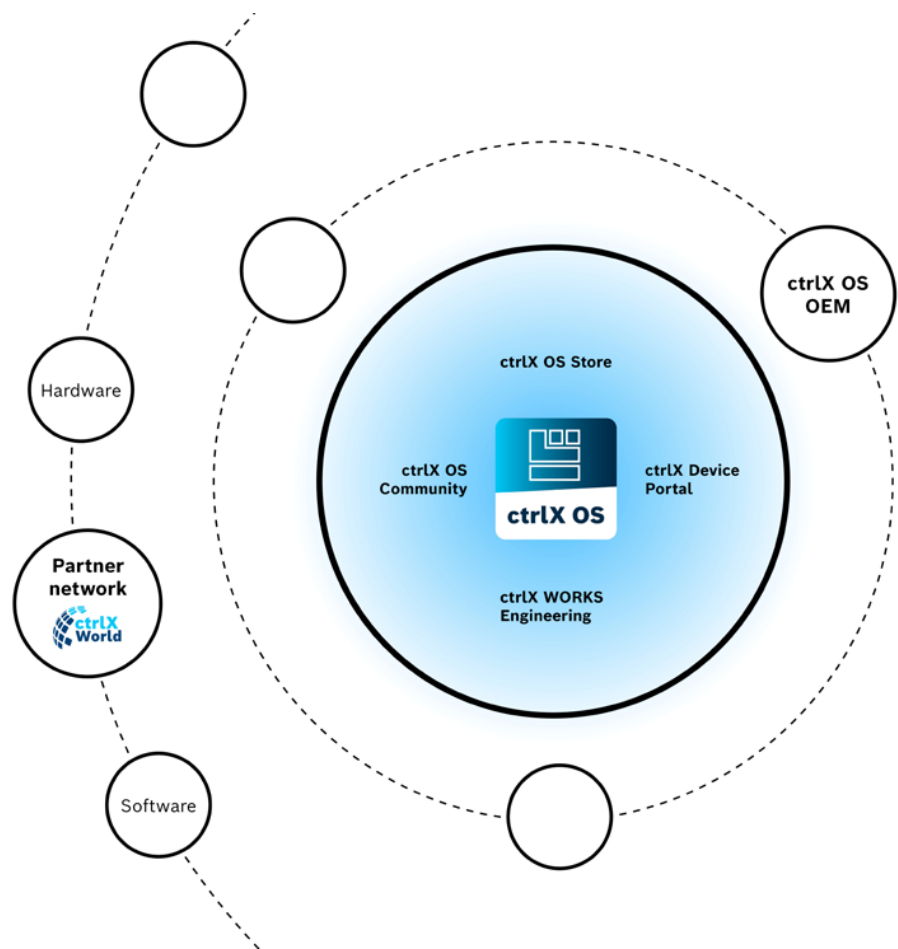 ctrlX OS
OEM
ctrlX OS Store
Hardware
ctrlX OS
Community
ctrlX OS
ctrlX Device
Portal
Partner
network
ctrlX
World
ctrlX WORKS
Engineering
Software